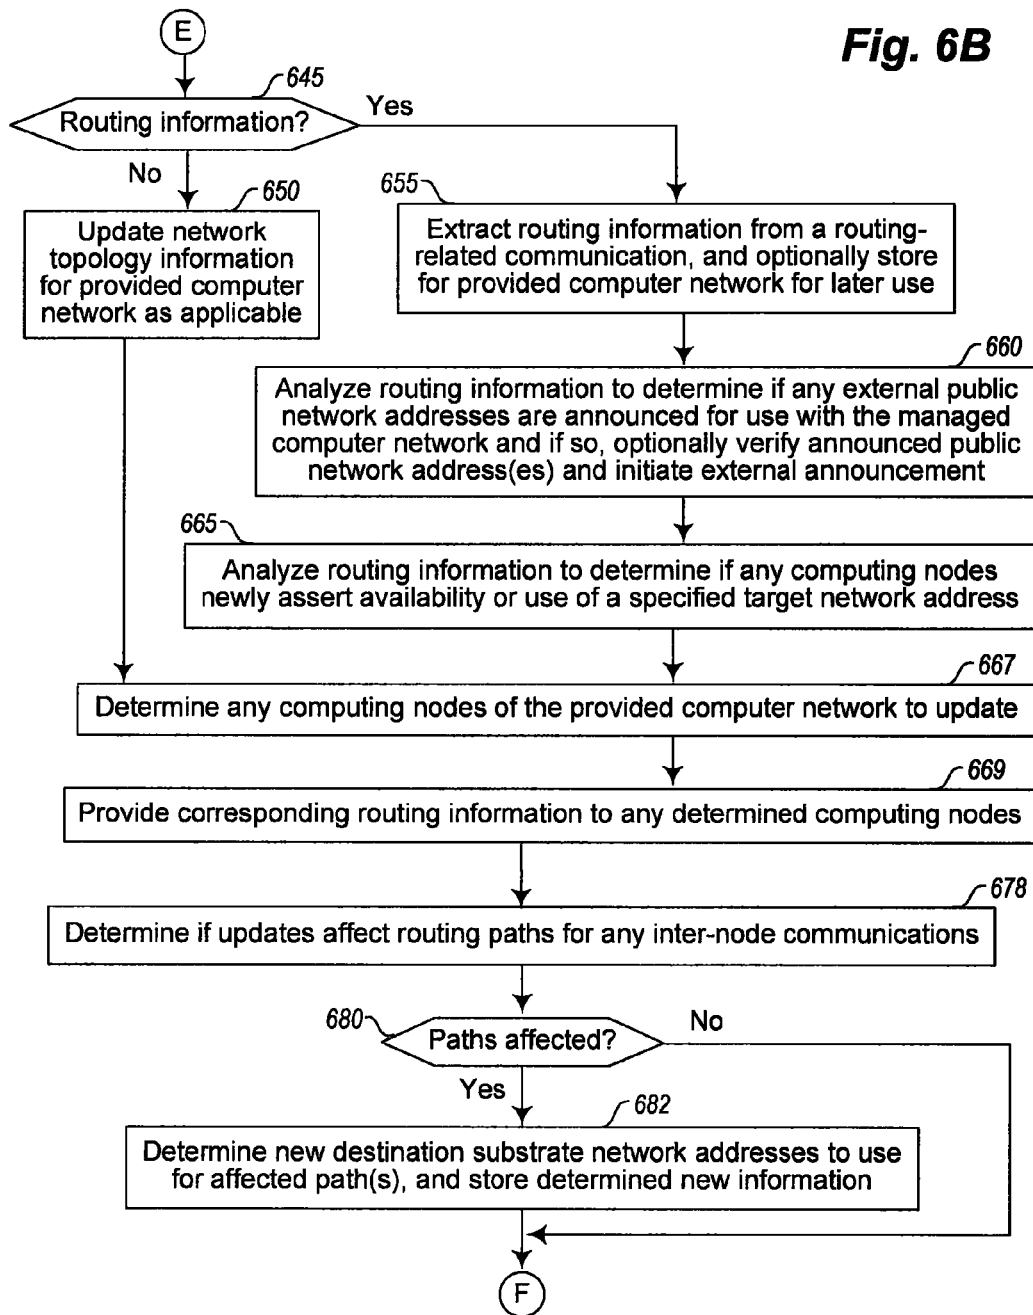 E
Fig. 6B
645
Routing information?
Yes
No
650
Update network
topology information
for provided computer
network as applicable
655
Extract routing information from a routing-
related communication, and optionally store
for provided computer network for later use
660
Analyze routing information to determine if any external public
network addresses are announced for use with the managed
computer network and if so, optionally verify announced public
network address(es) and initiate external announcement
665
Analyze routing information to determine if any computing nodes
newly assert availability or use of a specified target network address
667
Determine any computing nodes of the provided computer network to update
669
Provide corresponding routing information to any determined computing nodes
678
Determine if updates affect routing paths for any inter-node communications
680
Paths affected?
No
Yes
682
Determine new destination substrate network addresses to use
for affected path(s), and store determined new information
F